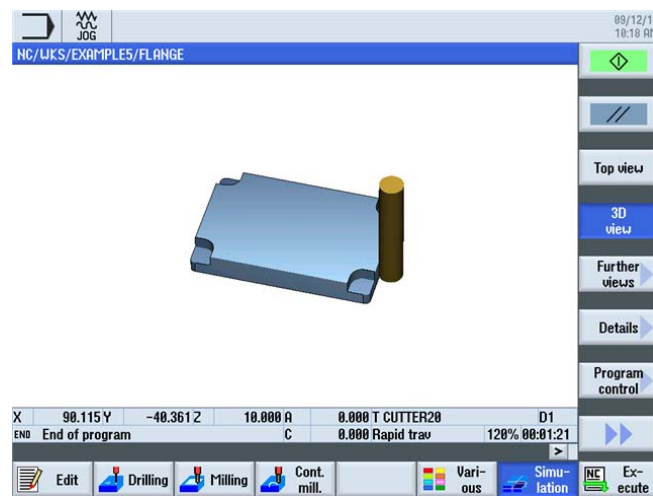 JOG
09/12/1
10:18 AM
NC/WKS/EXAMPLE5/FLANGE
Top view
3D
view
Further
views
Details
Program
control
X 90.115 Y -40.361 Z 10.000 A 0.000 T CUTTER20 D1
END End of program C 0.000 Rapid trav 120% 00:01:21
>
Edit
Drilling
Milling
Cont.
mill.
Vari-
ous
Simu-
lation
NC Ex-
ecute